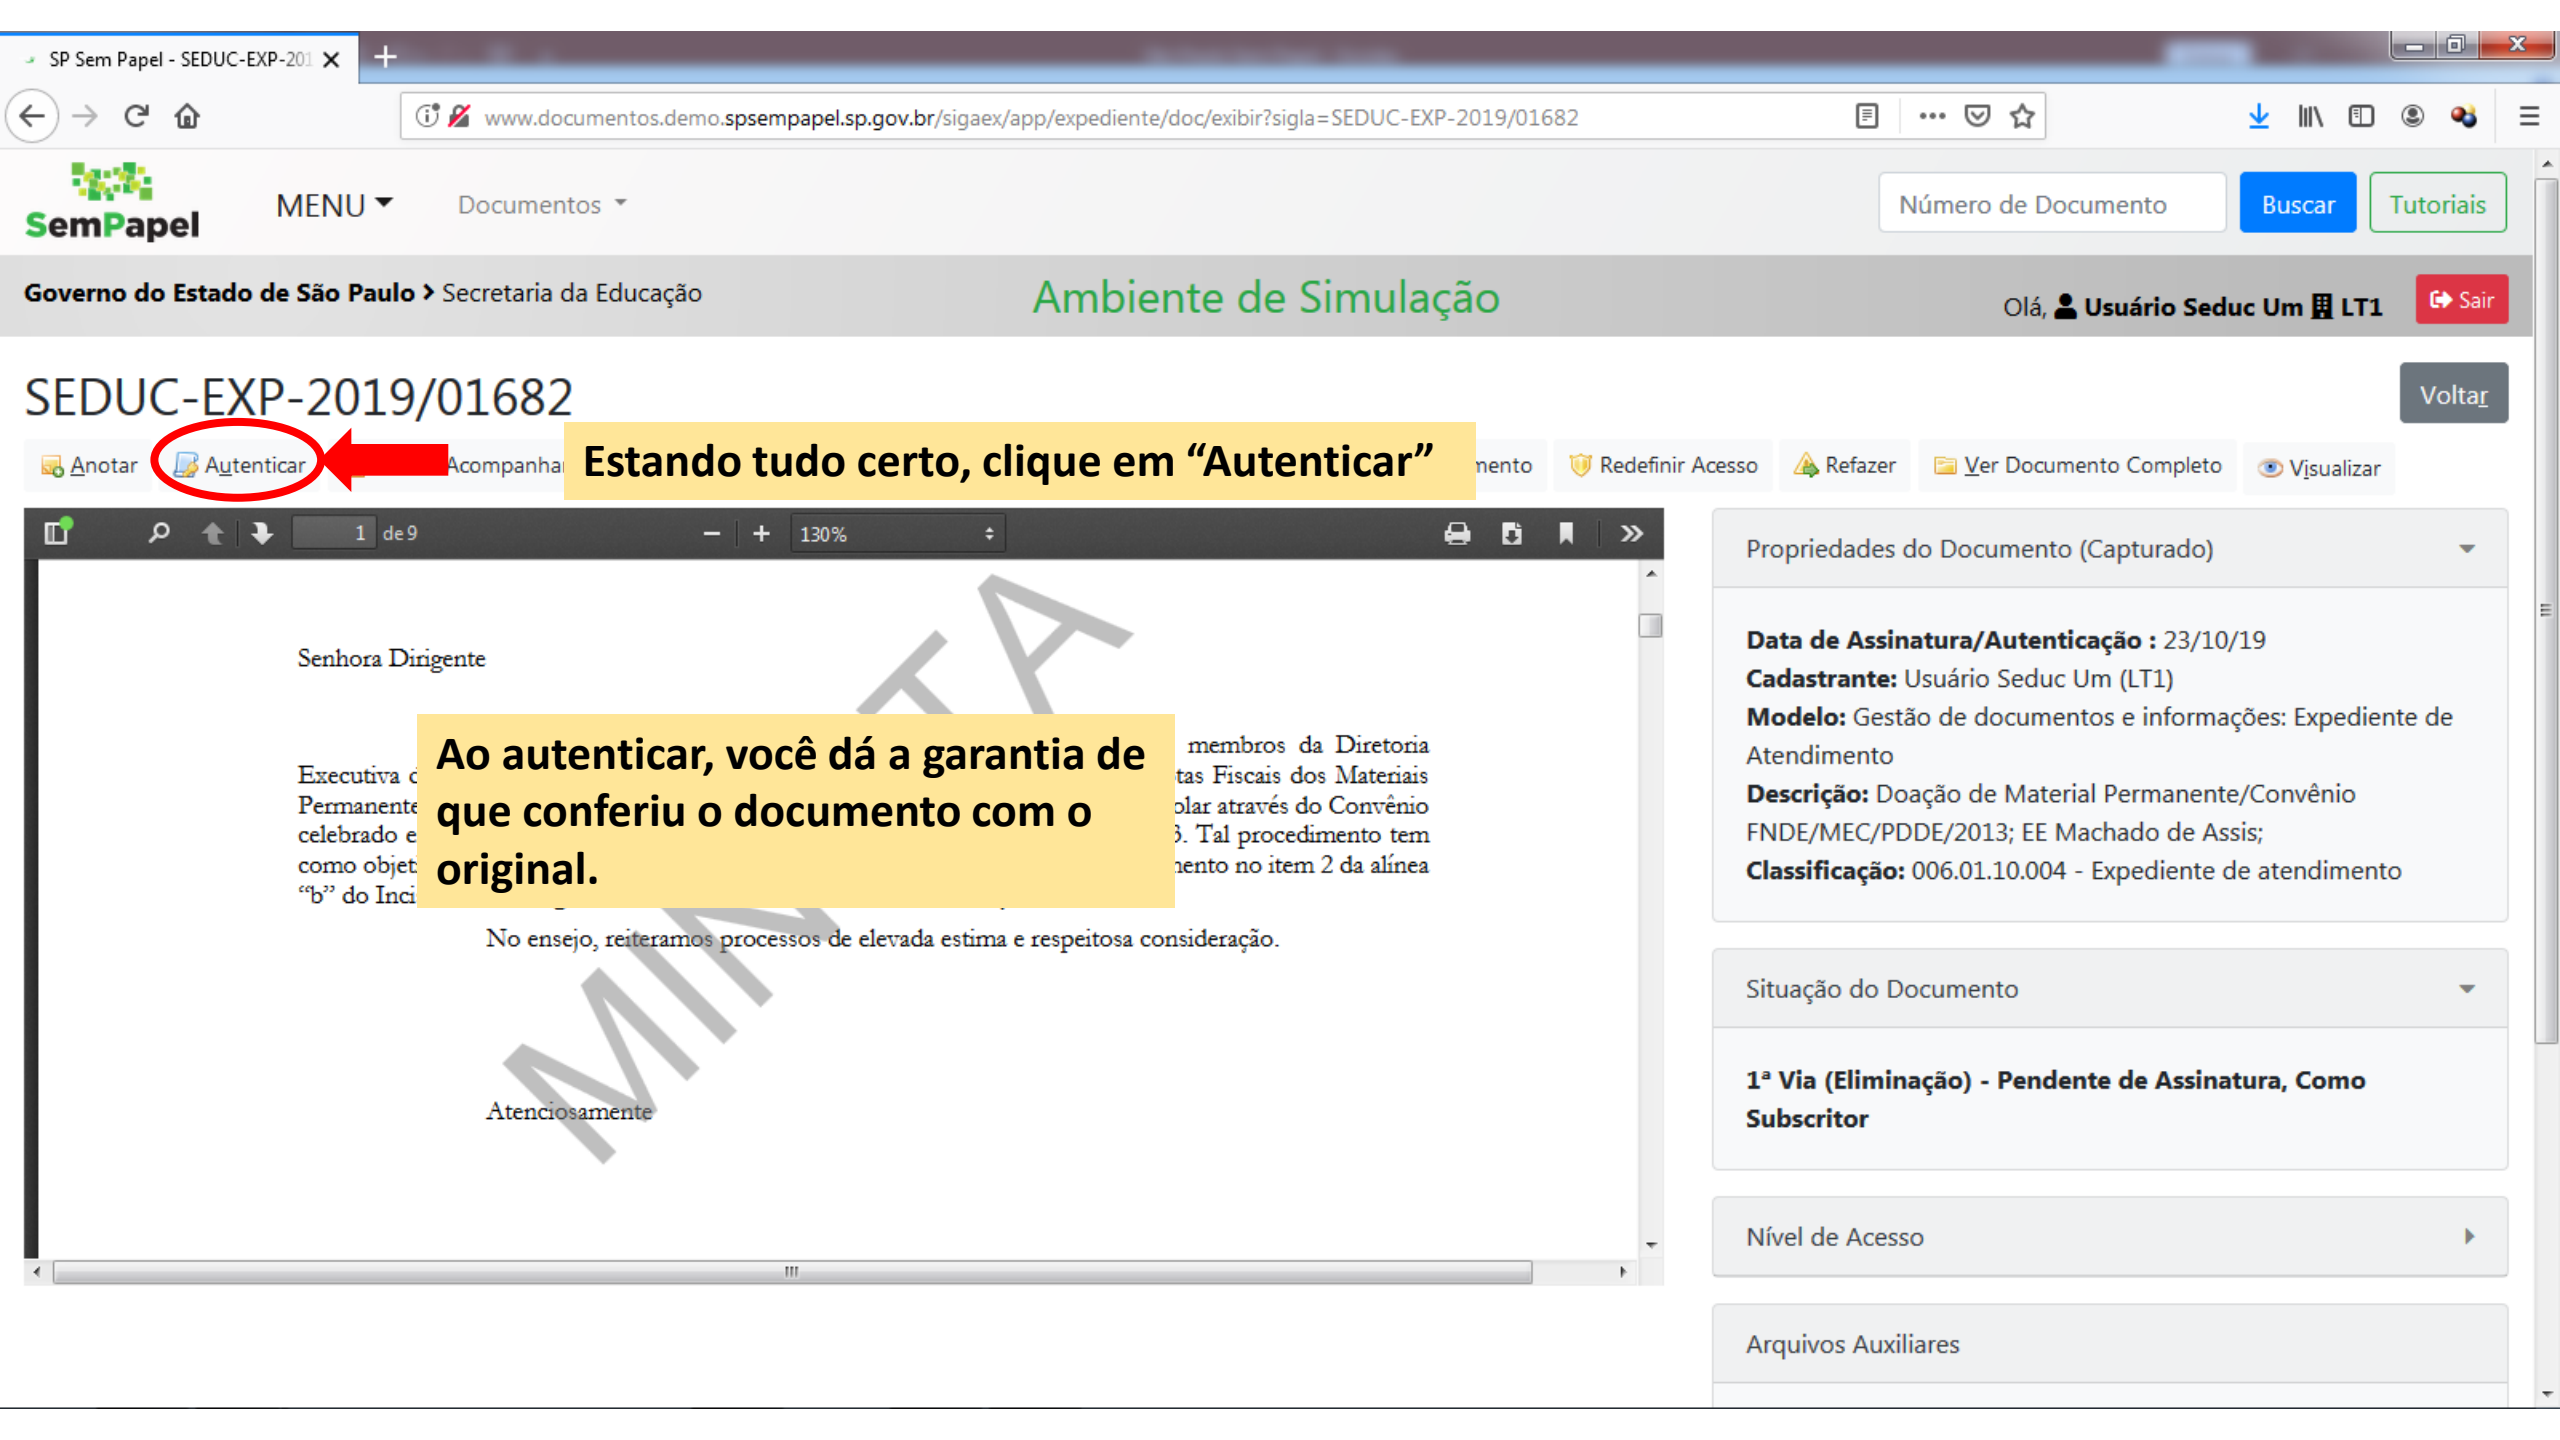 SP Sem Papel - SEDUC-EXP-201
www.documentos.demo.spsempapel.sp.gov.br/sigaex/app/expediente/doc/exibir?sigla=SEDUC-EXP-2019/01682
SemPapel
MENU
Documentos
Número de Documento
Buscar
Tutoriais
Governo do Estado de São Paulo > Secretaria da Educação
Ambiente de Simulação
Olá, Usuário Seduc Um LT1
Sair
SEDUC-EXP-2019/01682
Voltar
Anotar
Autenticar
Acompanha
Estando tudo certo, clique em “Autenticar”
mento
Redefinir Acesso
Refazer
Ver Documento Completo
Visualizar
1 de 9
130%
MINUTA
Senhora Dirigente
membros da Diretoria
Executiva
tas Fiscais dos Materiais
Permanente
olar através do Convênio
celebrado e
3. Tal procedimento tem
como objet
mento no item 2 da alínea
“b” do Inci
Ao autenticar, você dá a garantia de
que conferiu o documento com o
original.
No ensejo, reiteramos processos de elevada estima e respeitosa consideração.
Atenciosamente
Propriedades do Documento (Capturado)
Data de Assinatura/Autenticação : 23/10/19
Cadastrante: Usuário Seduc Um (LT1)
Modelo: Gestão de documentos e informações: Expediente de
Atendimento
Descrição: Doação de Material Permanente/Convênio
FNDE/MEC/PDDE/2013; EE Machado de Assis;
Classificação: 006.01.10.004 - Expediente de atendimento
Situação do Documento
1ª Via (Eliminação) - Pendente de Assinatura, Como
Subscritor
Nível de Acesso
Arquivos Auxiliares